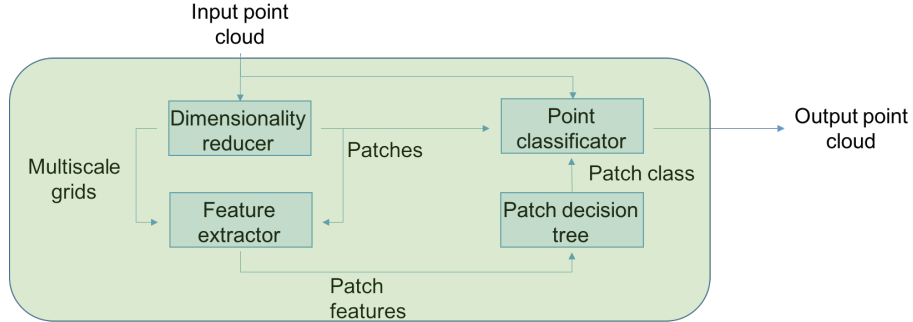 Input point
cloud
Dimensionality
reducer
Point
classificator
Output point
cloud
Patches
Multiscale
grids
Patch class
Feature
extractor
Patch decision
tree
Patch
features